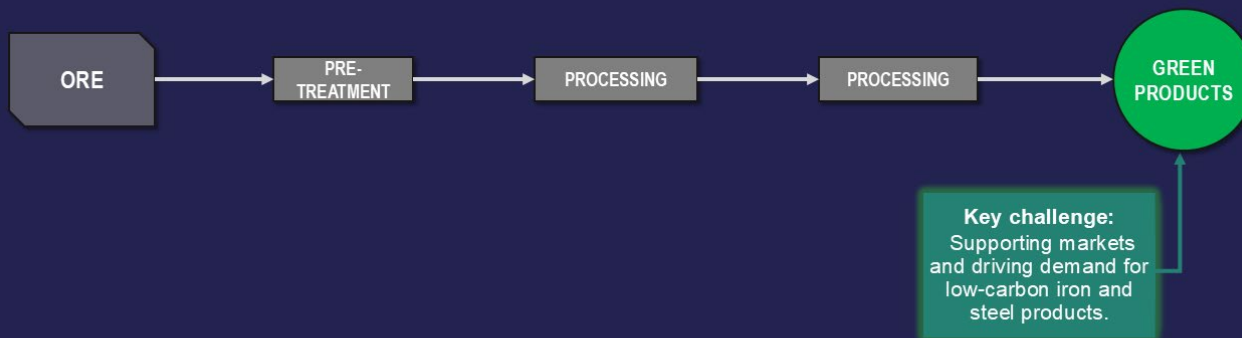 ORE
PRE-
TREATMENT
PROCESSING
PROCESSING
GREEN
PRODUCTS
Key challenge:
Supporting markets
and driving demand for
low-carbon iron and
steel products.